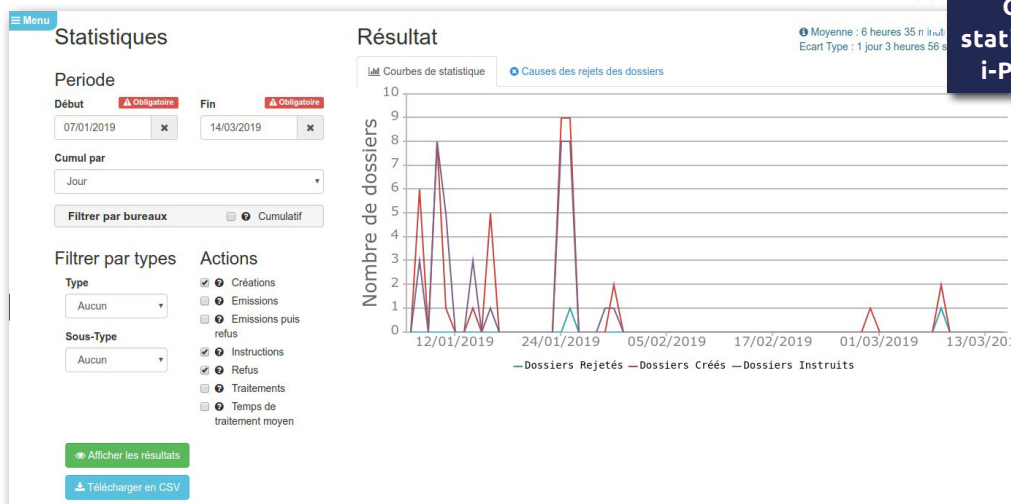 Menu
Statistiques
Periode
Début
Obligatoire
Fin
Obligatoire
07/01/2019
14/03/2019
Cumul par
Jour
Filtrer par bureaux
Cumulatif
Filtrer par types
Type
Aucun
Sous-Type
Aucun
Actions
Créations
Emissions
Emissions puis
refus
Instructions
Refus
Traitements
Temps de
traitement moyen
Afficher les résultats
Télécharger en CSV
Résultat
Moyenne : 6 heures 35
Ecart Type : 1 jour 3 heures 56 s
Courbes de statistique
Causes des rejets des dossiers
Nombre de dossiers
10
9
8
7
6
5
4
3
2
1
0
12/01/2019 24/01/2019 05/02/2019 17/02/2019 01/03/2019 13/03/20
Dossiers Rejetés Dossiers Créés Dossiers Instruits
stati
i-P